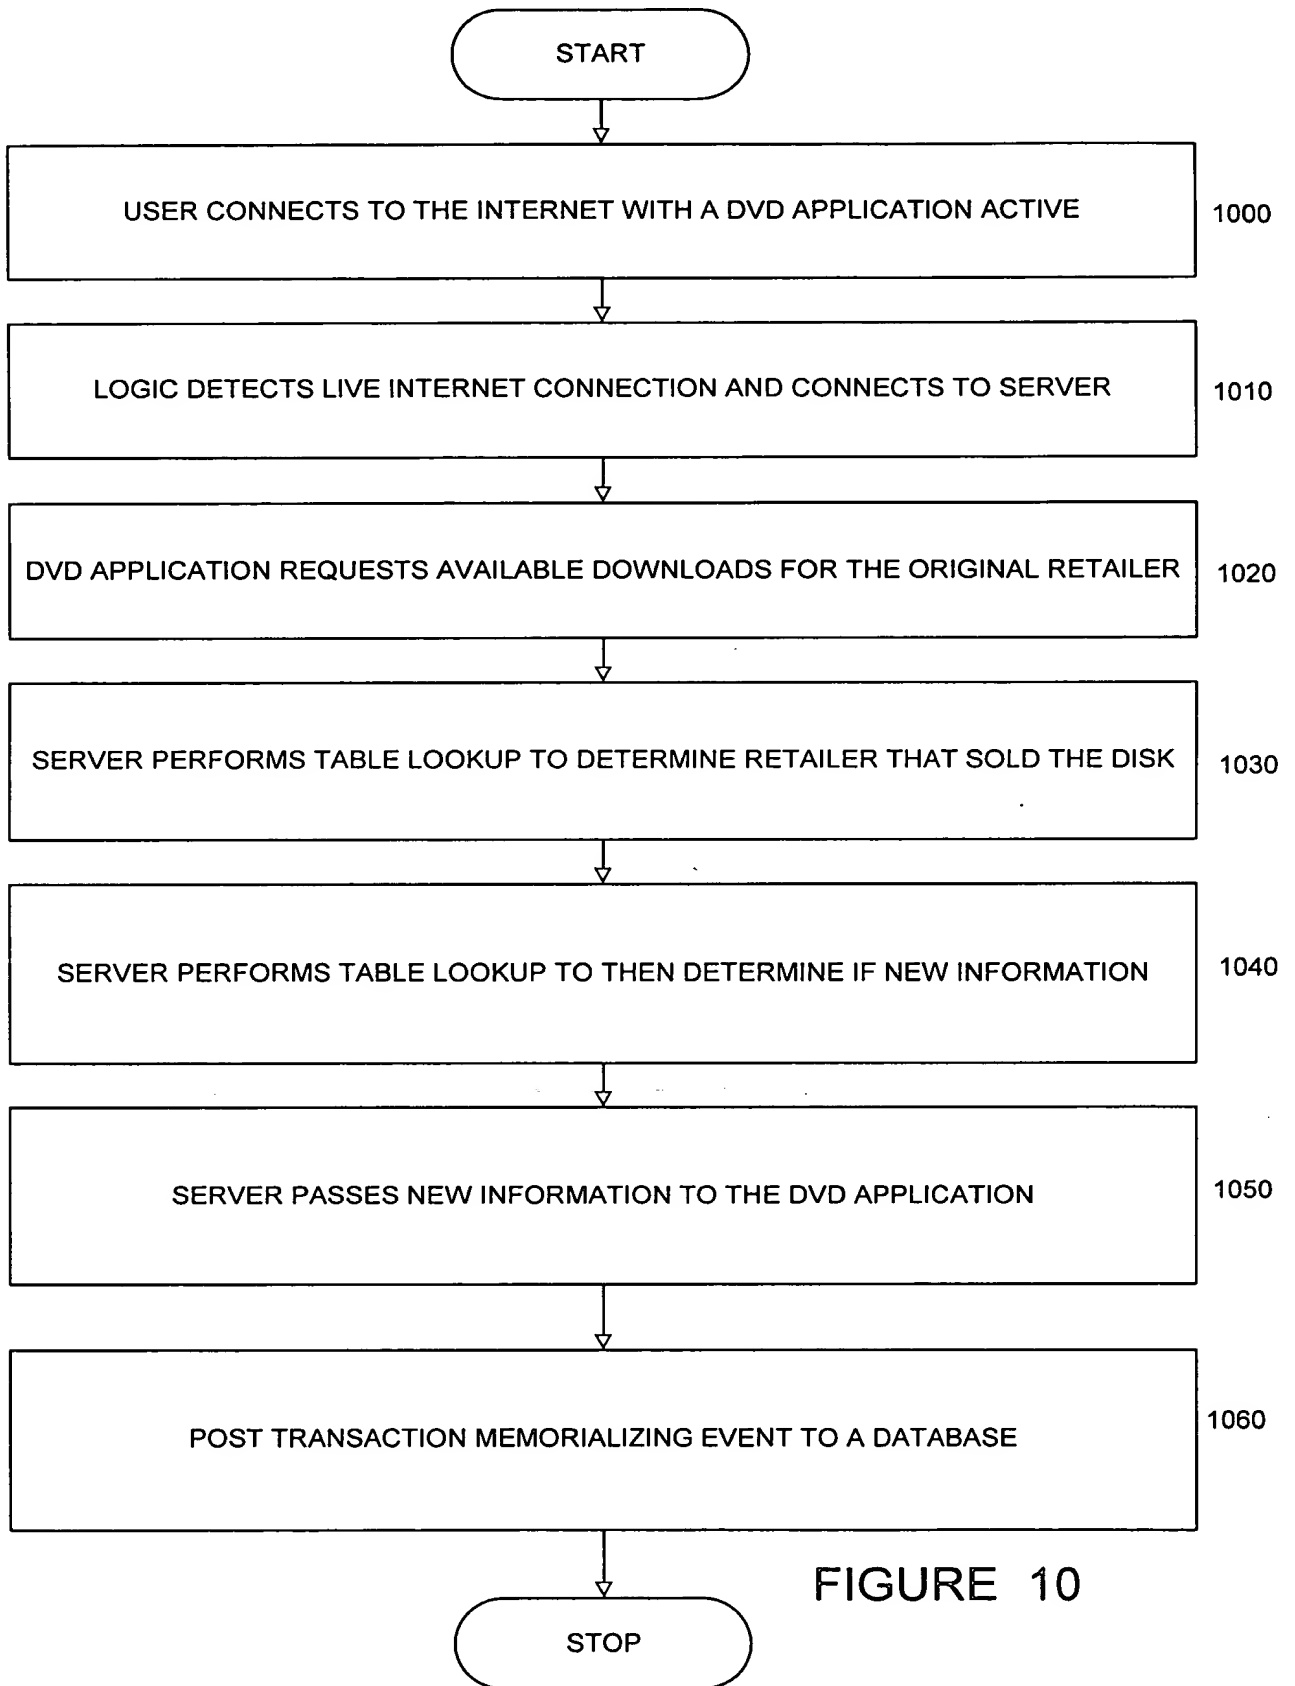 START
USER CONNECTS TO THE INTERNET WITH A DVD APPLICATION ACTIVE
1000
LOGIC DETECTS LIVE INTERNET CONNECTION AND CONNECTS TO SERVER
1010
DVD APPLICATION REQUESTS AVAILABLE DOWNLOADS FOR THE ORIGINAL RETAILER
1020
SERVER PERFORMS TABLE LOOKUP TO DETERMINE RETAILER THAT SOLD THE DISK
1030
SERVER PERFORMS TABLE LOOKUP TO THEN DETERMINE IF NEW INFORMATION
1040
SERVER PASSES NEW INFORMATION TO THE DVD APPLICATION
1050
POST TRANSACTION MEMORIALIZING EVENT TO A DATABASE
1060
FIGURE 10
STOP